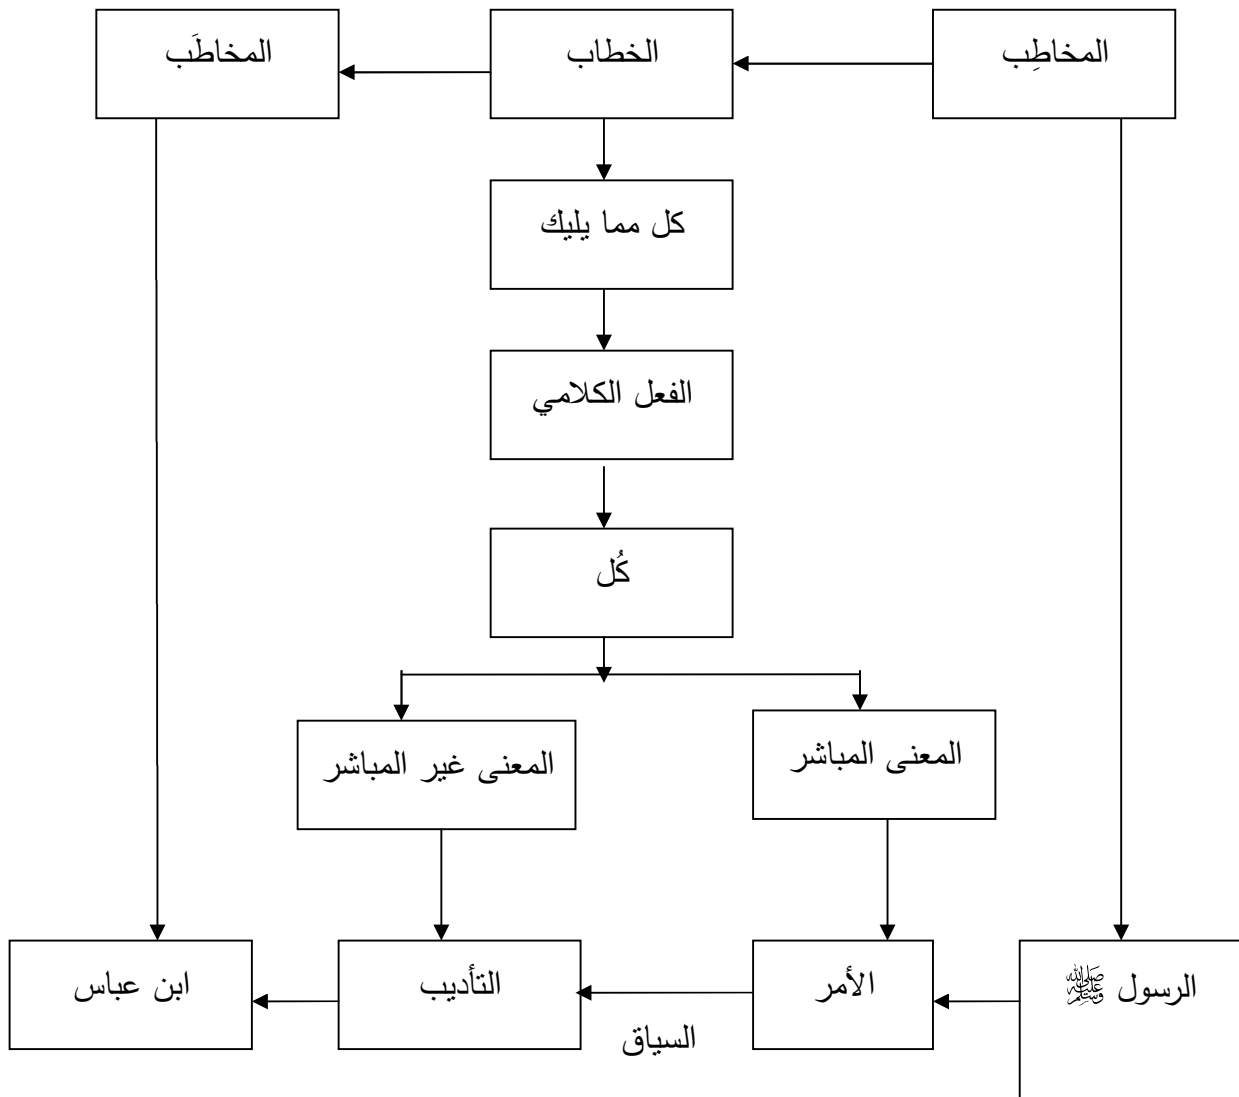 المخاطِب
الخطاب
المخاطَب
كل مما يليك
الفعل الكلامي
كُل
المعنى المباشر
المعنى غير المباشر
الرسول ﷺ
الأمر
السياق
التأديب
ابن عباس